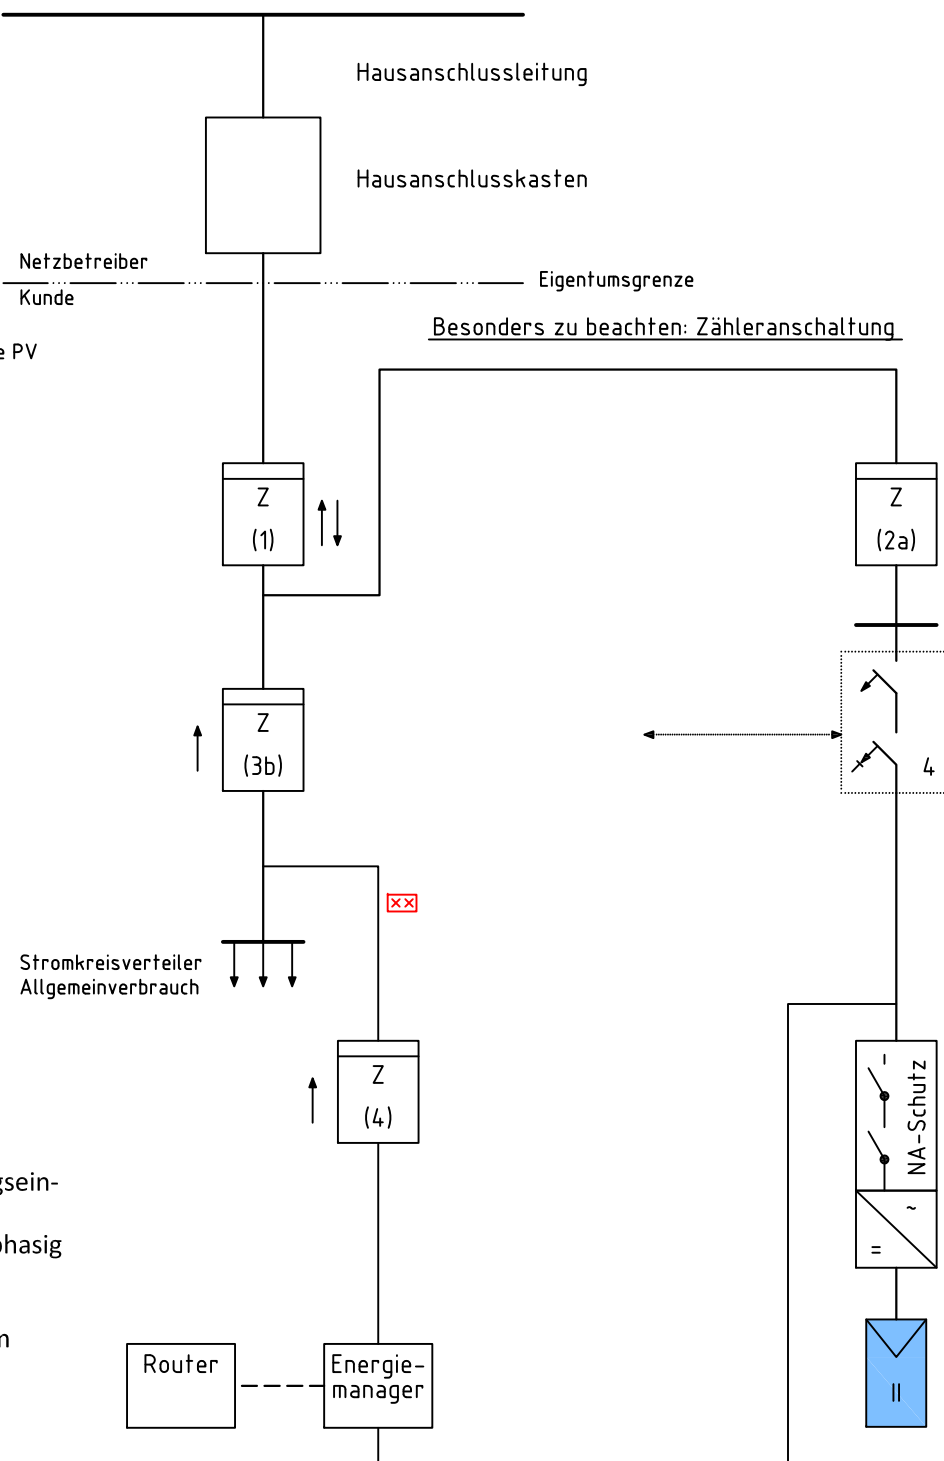 Hausanschlussleitung
Hausanschlusskasten
Netzbetreiber
Eigentumsgrenze
Kunde
Besonders zu beachten: Zähleranschaltung
e PV
Z
(1)
Z
(2a)
Z
(3b)
4
xx
Stromkreisverteiler
Allgemeinverbrauch
Z
(4)
NA-Schutz
gsein-
~
=
phasig
n
Router
Energie-
manager
=